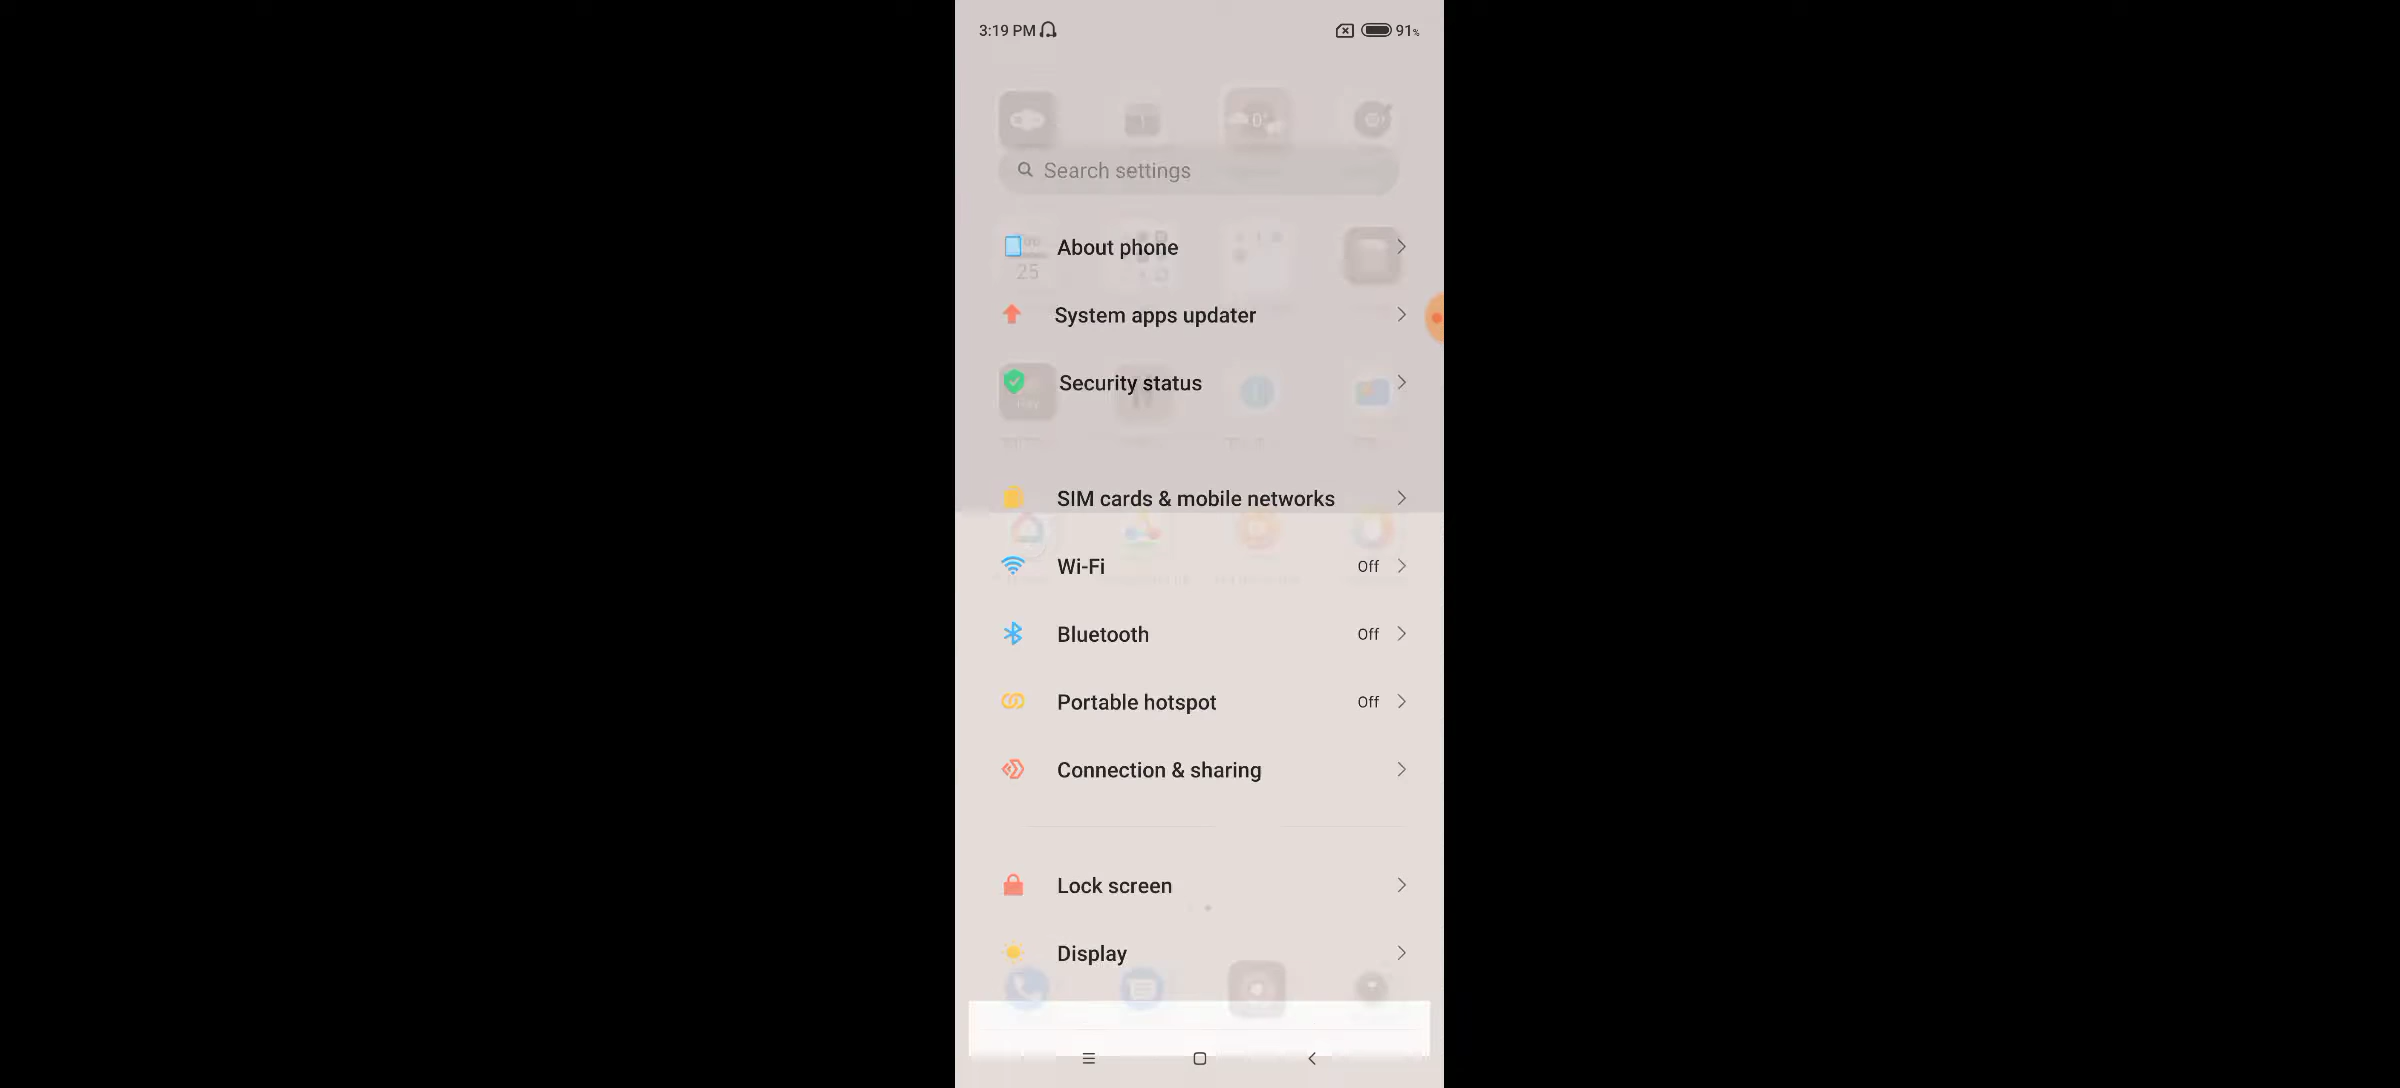 3:19 PM 91%
Search settings
About phone
25
System apps updater
Security status
SIM cards & mobile networks
Wi-Fi Off
Bluetooth Off
Portable hotspot Off
Connection & sharing
Lock screen
Display